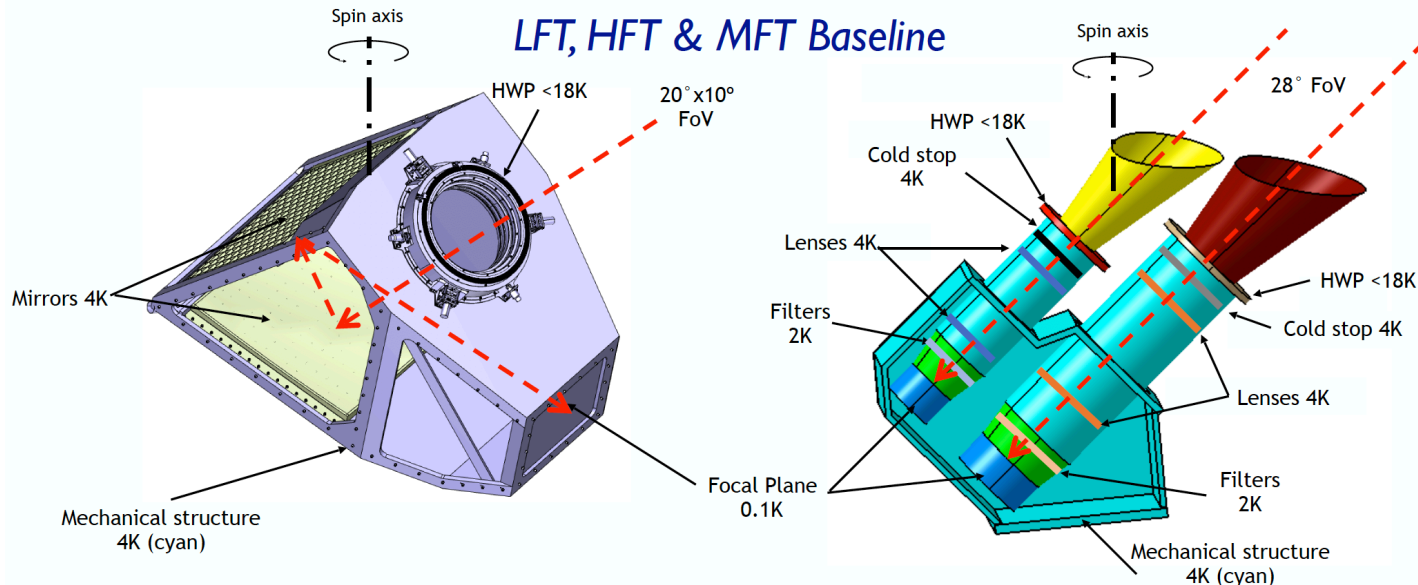 LFT, HFT & MFT Baseline
Spin axis
HWP <18K
20°x10º
FoV
Mirrors 4K
Mechanical structure
4K (cyan)
Focal Plane
0.1K
Spin axis
28° FoV
HWP <18K
Cold stop
4K
Lenses 4K
Filters
2K
HWP <18K
Cold stop 4K
Lenses 4K
Filters
2K
Mechanical structure
4K (cyan)